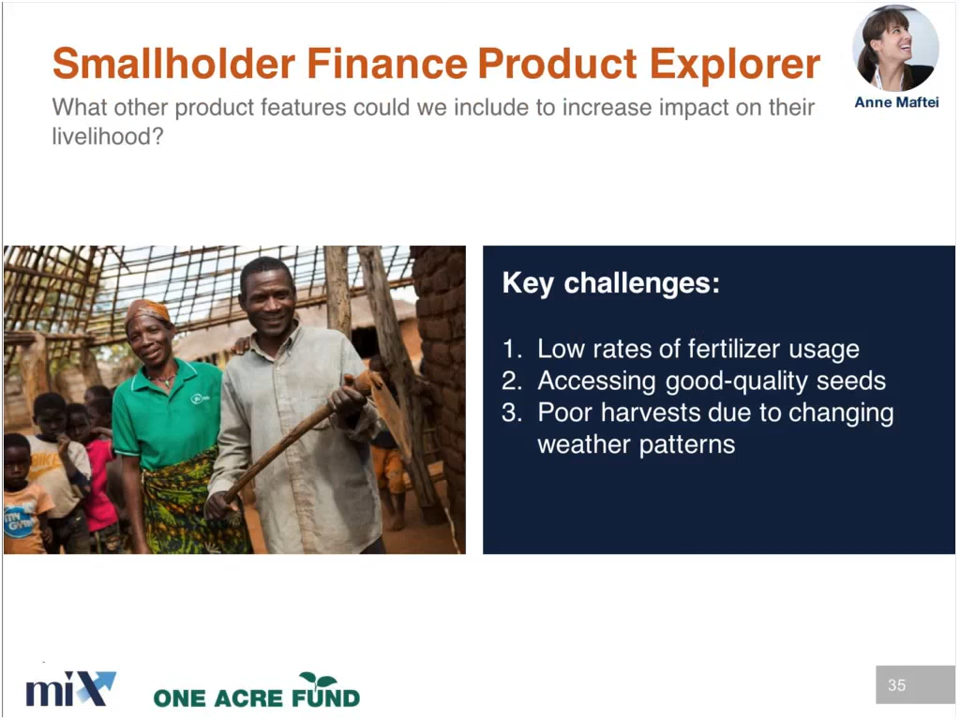 Smallholder Finance Product Explorer
What other product features could we include to increase impact on their
livelihood?
Anne Maftei
Key challenges:
1. Low rates of fertilizer usage
2. Accessing good-quality seeds
3. Poor harvests due to changing
weather patterns
mix
ONE ACRE FUND
35